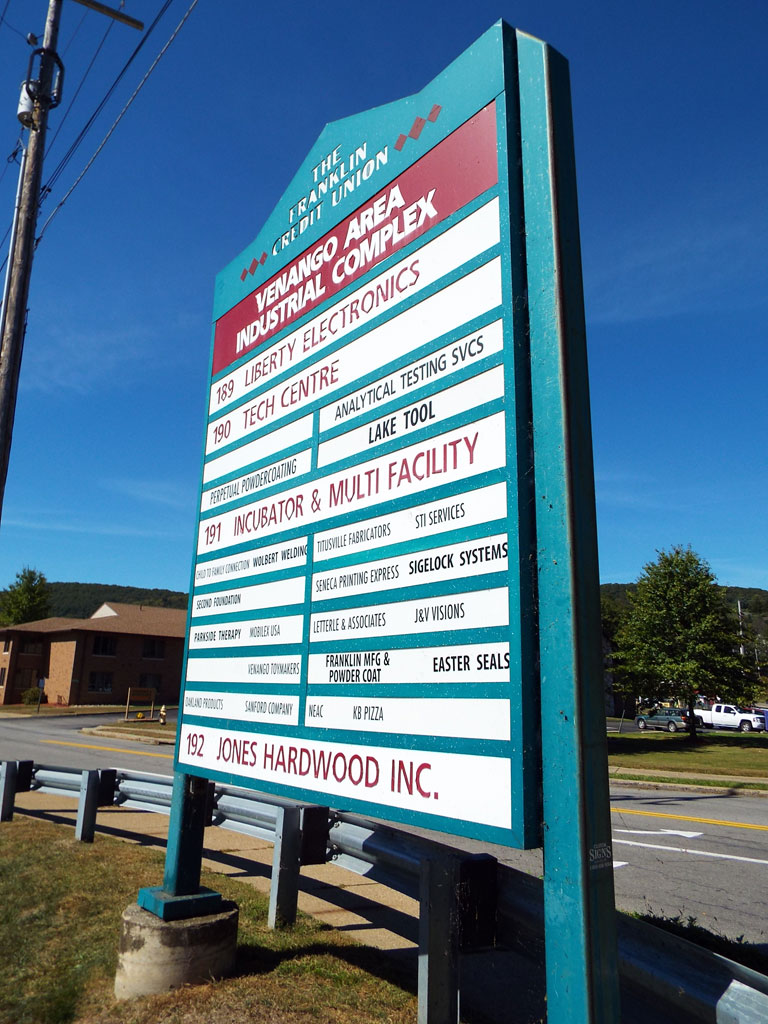 THE
FRANKLIN
CREDIT UNION
VENANGO AREA
INDUSTRIAL COMPLEX
189 LIBERTY ELECTRONICS
190 TECH CENTRE
ANALYTICAL TESTING SVCS
PERPETUAL POWDERCOATING
LAKE TOOL
191 INCUBATOR & MULTI FACILITY
CHILD TO FAMILY CONNECTION WOLBERT WELDING
TITUSVILLE FABRICATORS STI SERVICES
SECOND FOUNDATION
SENECA PRINTING EXPRESS SIGELOCK SYSTEMS
PARKSIDE THERAPY MOBILEX USA
LETTERLE & ASSOCIATES J&V VISIONS
VENANGO TOYMAKERS
FRANKLIN MFG &
POWDER COAT
EASTER SEALS
OAKLAND PRODUCTS SANFORD COMPANY
NEAC KB PIZZA
192 JONES HARDWOOD INC.
SIGNS